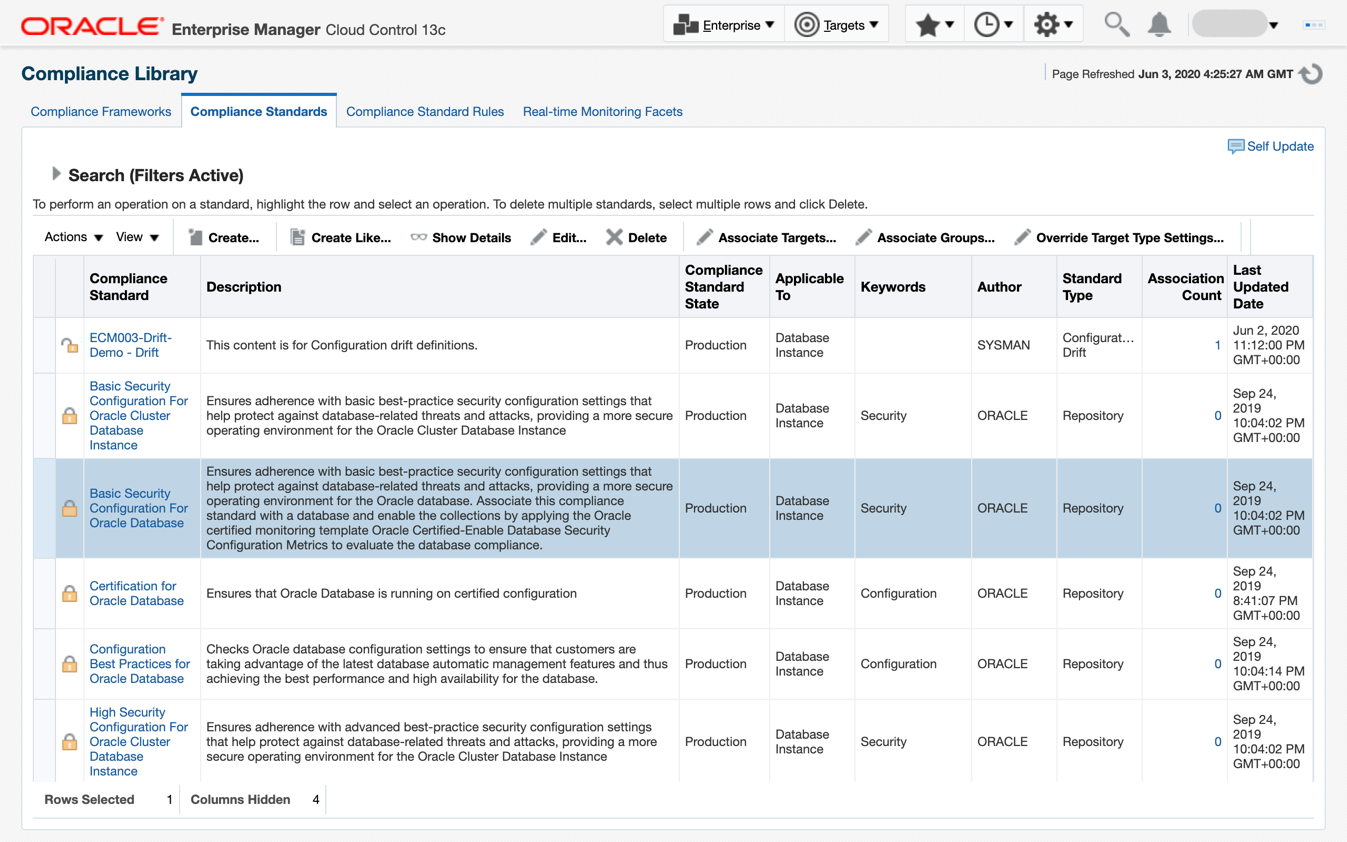 ORACLE Enterprise Manager Cloud Control 13c
Enterprise
Targets
Compliance Library
Page Refreshed Jun 3, 2020 4:25:27 AM GMT
Compliance Frameworks
Compliance Standards
Compliance Standard Rules
Real-time Monitoring Facets
Self Update
Search (Filters Active)
To perform an operation on a standard, highlight the row and select an operation. To delete multiple standards, select multiple rows and click Delete.
Actions
View
Create...
Create Like...
Show Details
Edit...
Delete
Associate Targets...
Associate Groups...
Override Target Type Settings...
Compliance
Standard
Description
Compliance
Standard
State
Applicable
To
Keywords
Author
Standard
Type
Association
Count
Last
Updated
Date
ECM003-Drift-
Demo - Drift
This content is for Configuration drift definitions.
Production
Database
Instance
SYSMAN
Configurat...
Drift
1
Jun 2, 2020
11:12:00 PM
GMT+00:00
Basic Security
Configuration For
Oracle Cluster
Database
Instance
Ensures adherence with basic best-practice security configuration settings that
help protect against database-related threats and attacks, providing a more secure
operating environment for the Oracle Cluster Database Instance
Production
Database
Instance
Security
ORACLE
Repository
0
Sep 24,
2019
10:04:02 PM
GMT+00:00
Basic Security
Configuration For
Oracle Database
Ensures adherence with basic best-practice security configuration settings that
help protect against database-related threats and attacks, providing a more secure
operating environment for the Oracle database. Associate this compliance
standard with a database and enable the collections by applying the Oracle
certified monitoring template Oracle Certified-Enable Database Security
Configuration Metrics to evaluate the database compliance.
Production
Database
Instance
Security
ORACLE
Repository
0
Sep 24,
2019
10:04:02 PM
GMT+00:00
Certification for
Oracle Database
Ensures that Oracle Database is running on certified configuration
Production
Database
Instance
Configuration
ORACLE
Repository
0
Sep 24,
2019
8:41:07 PM
GMT+00:00
Configuration
Best Practices for
Oracle Database
Checks Oracle database configuration settings to ensure that customers are
taking advantage of the latest database automatic management features and thus
achieving the best performance and high availability for the database.
Production
Database
Instance
Configuration
ORACLE
Repository
0
Sep 24,
2019
10:04:14 PM
GMT+00:00
High Security
Configuration For
Oracle Cluster
Database
Instance
Ensures adherence with advanced best-practice security configuration settings
that help protect against database-related threats and attacks, providing a more
secure operating environment for the Oracle Cluster Database Instance
Production
Database
Instance
Security
ORACLE
Repository
0
Sep 24,
2019
10:04:02 PM
GMT+00:00
Rows Selected 1
Columns Hidden 4